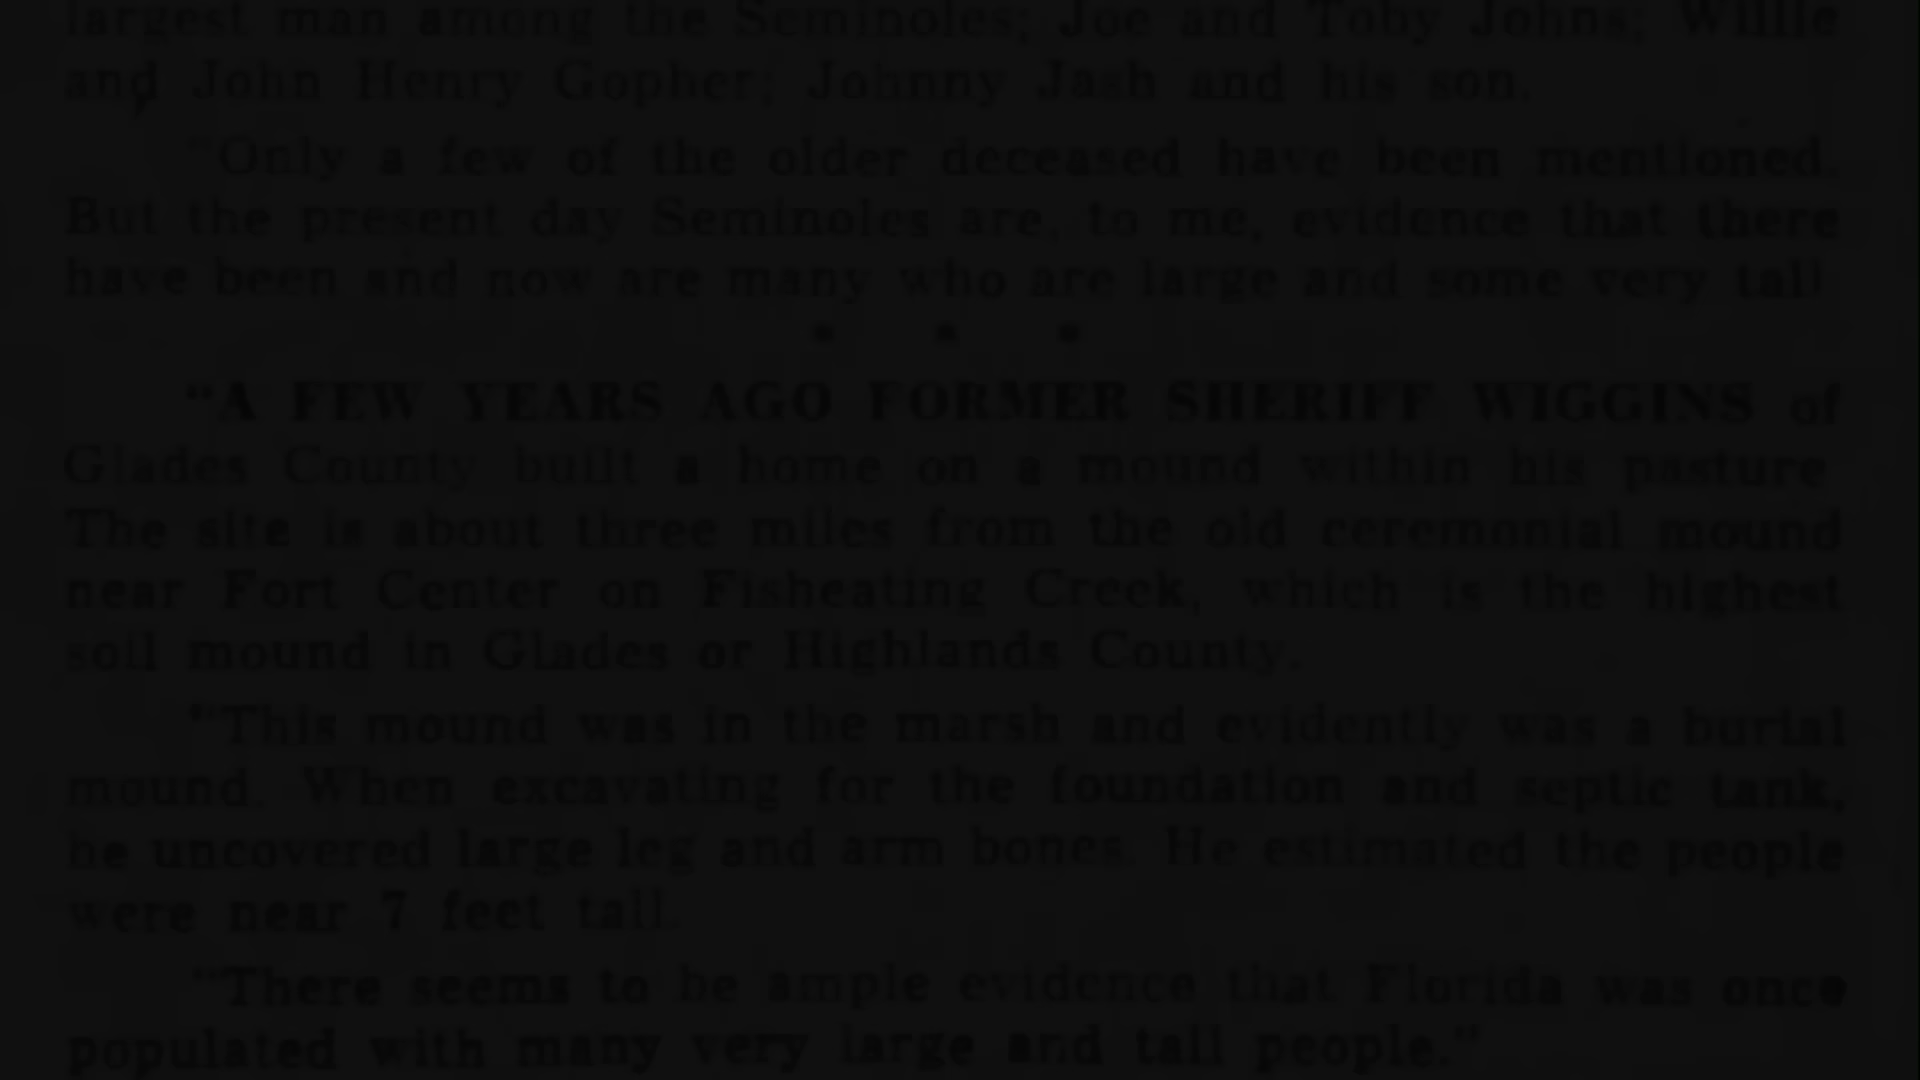 largest man among the Seminoles; Joe and Toby Johns; Willie
and John Henry Gopher; Johnny Jash and his son.
"Only a few of the older deceased have been mentioned.
But the present day Seminoles are, to me, evidence that there
have been and now are many who are large and some very tall
* * *
"A FEW YEARS AGO FORMER SHERIFF WIGGINS of
Glades County built a home on a mound within his pasture
The site is about three miles from the old ceremonial mound
near Fort Center on Fisheating Creek, which is the highest
soil mound in Glades or Highlands County.
"This mound was in the marsh and evidently was a burial
mound. When excavating for the foundation and septic tank,
he uncovered large leg and arm bones. He estimated the people
were near 7 feet tall.
"There seems to be ample evidence that Florida was once
populated with many very large and tall people."